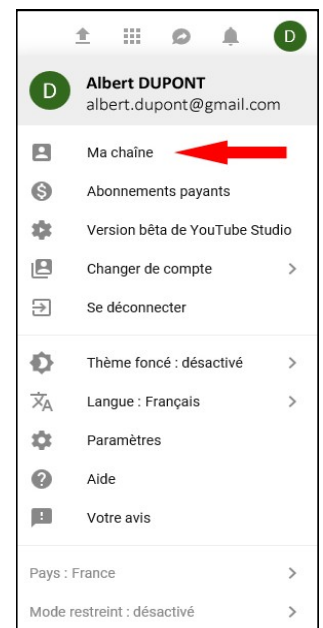 D
D
Albert DUPONT
albert.dupont@gmail.com
Ma chaîne
Abonnements payants
Version bêta de YouTube Studio
Changer de compte
Se déconnecter
Thème foncé : désactivé
Langue : Français
Paramètres
Aide
Votre avis
Pays : France
Mode restreint : désactivé